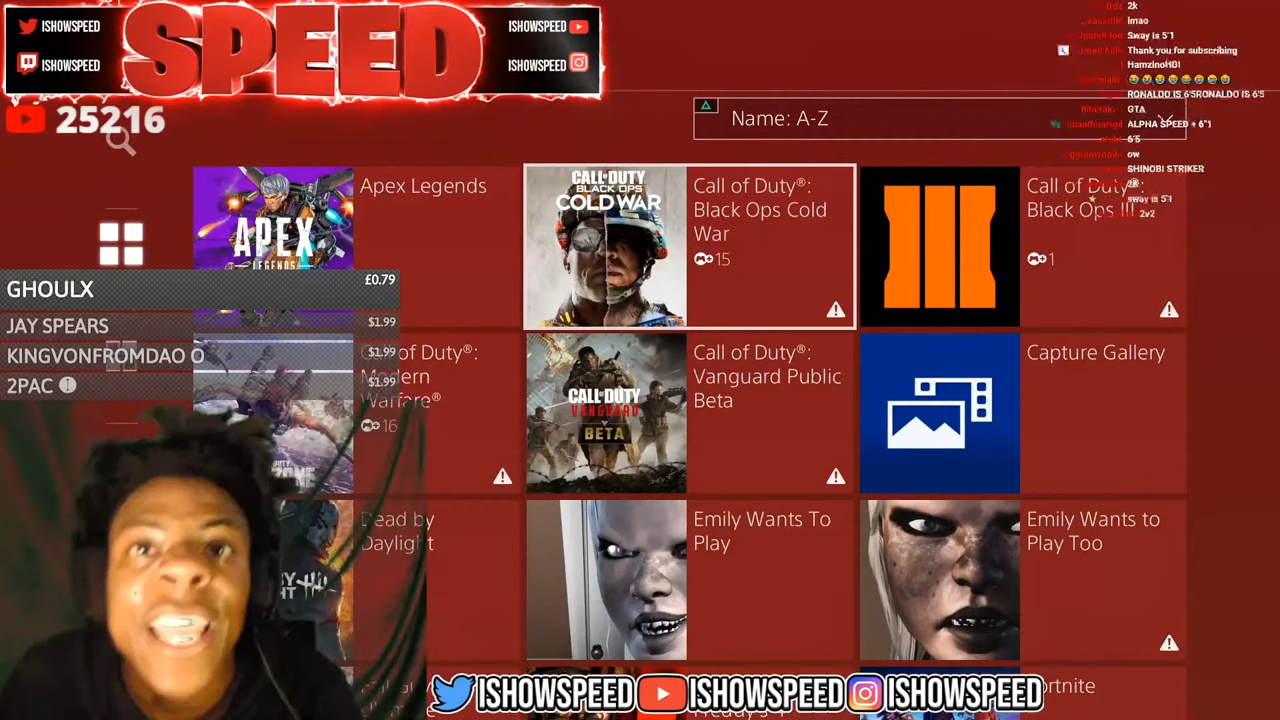 ISHOWSPEED
ISHOWSPEED
SPEED
ISHOWSPEED
ISHOWSPEED
25216
Name: A-Z
2k
lmao
Sway is 5'1
Thank you for subscribing
HamzinoHD!
RONALDO IS 6'5RONALDO IS 6'5
GTA
ALPHA SPEED + 6"1
6'5
ow
SHINOBI STRIKER
sway is 5'1
2v2
APEX
LEGENDS
Apex Legends
CALL OF DUTY
BLACK OPS
COLD WAR
Call of Duty®:
Black Ops Cold
War
15
Call of Duty®:
Black Ops III
1
GHOULX £0.79
JAY SPEARS $1.99
KINGVONFROMDAO O $1.99
2PAC $1.99
of Duty®:
Modern
Warfare®
16
CALL OF DUTY
VANGUARD
BETA
Call of Duty®:
Vanguard Public
Beta
Capture Gallery
Dead by
Daylight
Emily Wants To
Play
Emily Wants to
Play Too
ISHOWSPEED ISHOWSPEED ISHOWSPEED